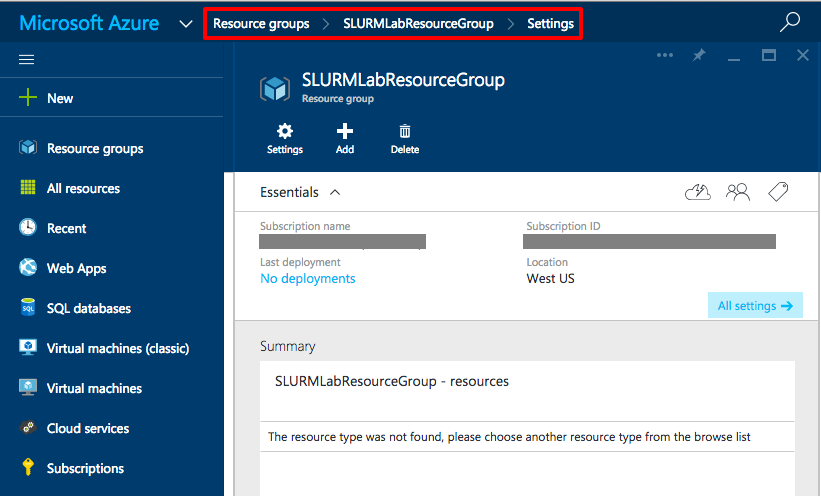 Microsoft Azure
Resource groups > SLURMLabResourceGroup > Settings
SLURMLabResourceGroup
Resource group
Settings Add Delete
New
Resource groups
All resources
Recent
Web Apps
SQL databases
SQL
Virtual machines (classic)
Virtual machines
Cloud services
Subscriptions
Essentials
Subscription name
Subscription ID
Last deployment
No deployments
Location
West US
All settings →
Summary
SLURMLabResourceGroup - resources
The resource type was not found, please choose another resource type from the browse list